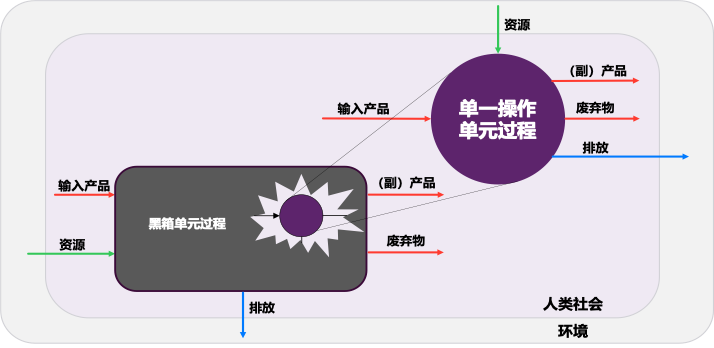 资源
（副）产品
输入产品
单一操作
单元过程
废弃物
排放
输入产品
（副）产品
黑箱单元过程
资源
废弃物
排放
人类社会
环境